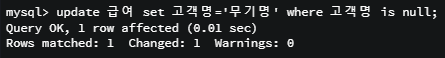 mysql> update 급여 set 고객명='무기명' where 고객명 is null;
Query OK, 1 row affected (0.01 sec)
Rows matched: 1  Changed: 1  Warnings: 0